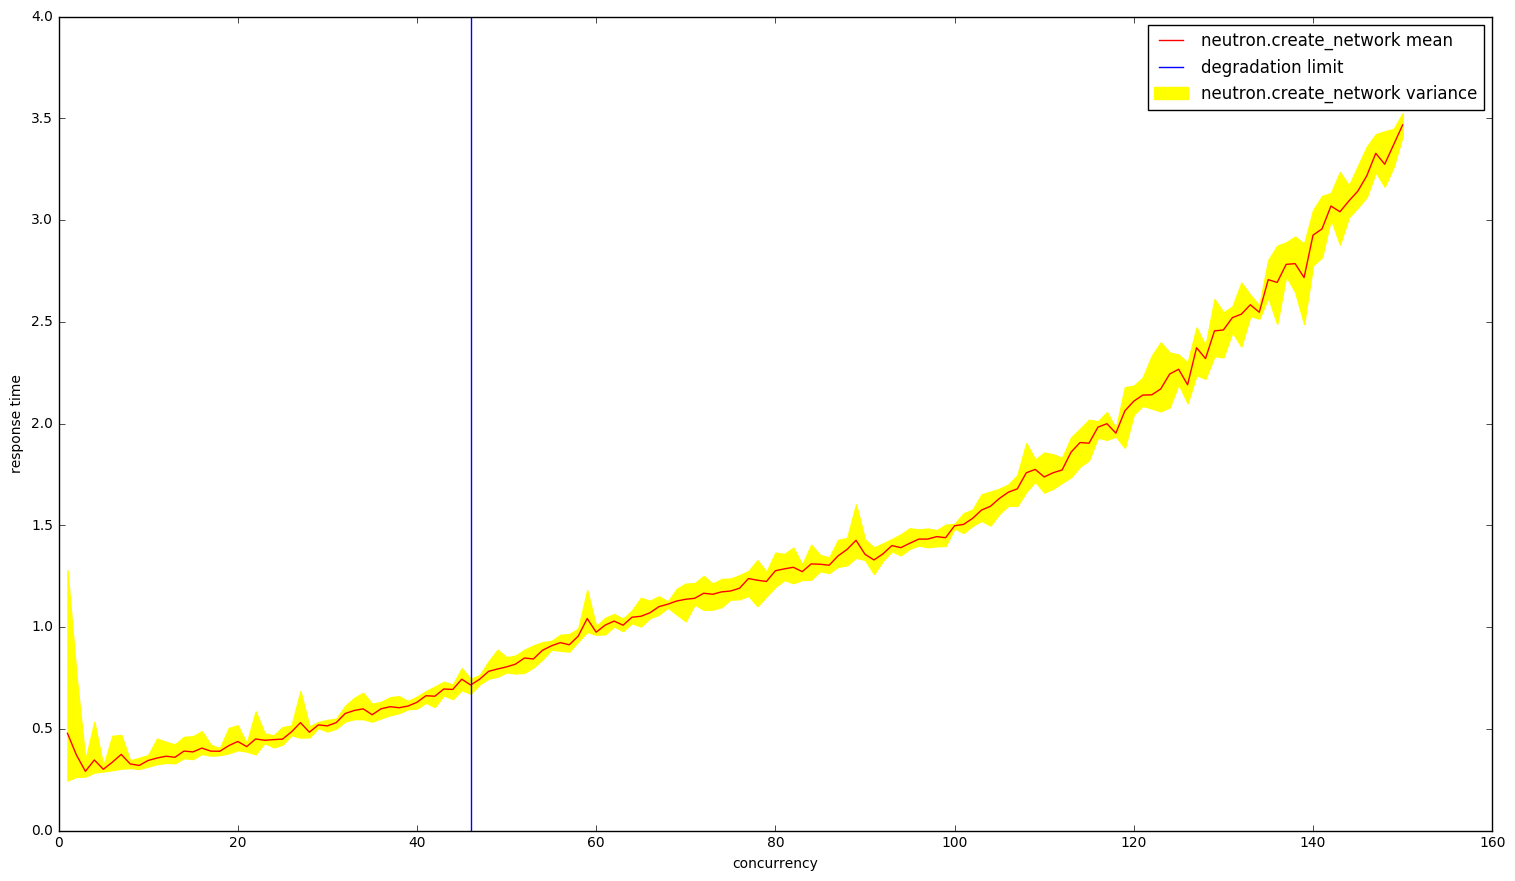 4.0
3.5
3.0
2.5
2.0
1.5
1.0
0.5
0.0
response time
0 20 40 60 80 100 120 140 160
concurrency
neutron.create_network mean
degradation limit
neutron.create_network variance